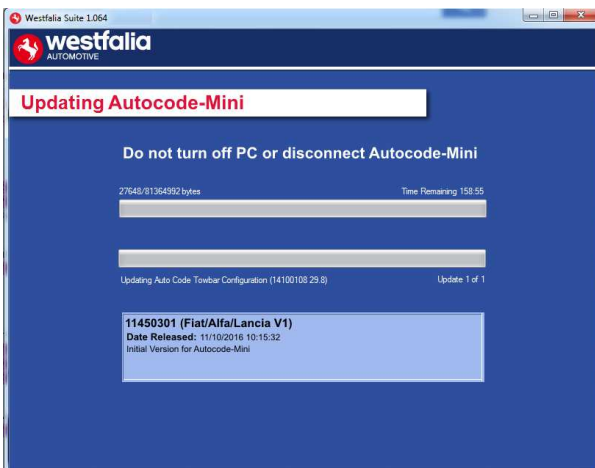 Westfalia Suite 1.064
westfalia
AUTOMOTIVE
Updating Autocode-Mini
Do not turn off PC or disconnect Autocode-Mini
27648/81364992 bytes Time Remaining 158:55
Updating Auto Code Towbar Configuration (14100108 29.8) Update 1 of 1
11450301 (Fiat/Alfa/Lancia V1)
Date Released: 11/10/2016 10:15:32
Initial Version for Autocode-Mini